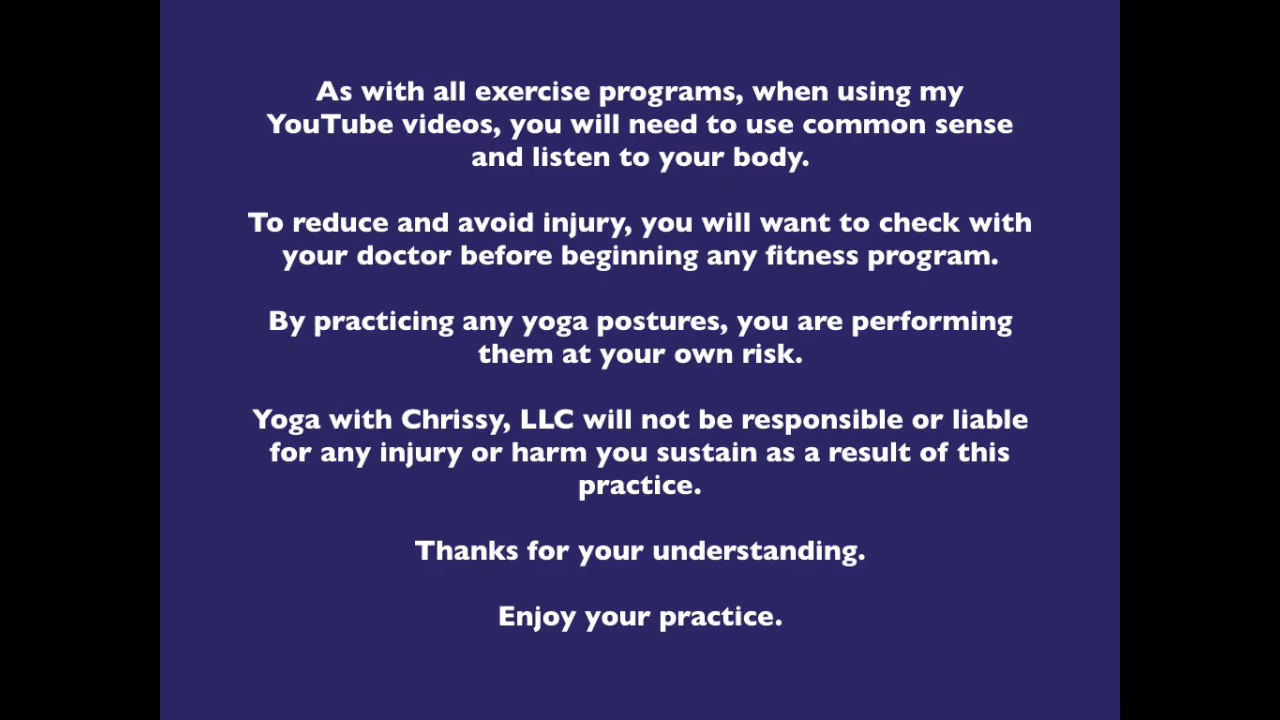 As with all exercise programs, when using my
YouTube videos, you will need to use common sense
and listen to your body.
To reduce and avoid injury, you will want to check with
your doctor before beginning any fitness program.
By practicing any yoga postures, you are performing
them at your own risk.
Yoga with Chrissy, LLC will not be responsible or liable
for any injury or harm you sustain as a result of this
practice.
Thanks for your understanding.
Enjoy your practice.